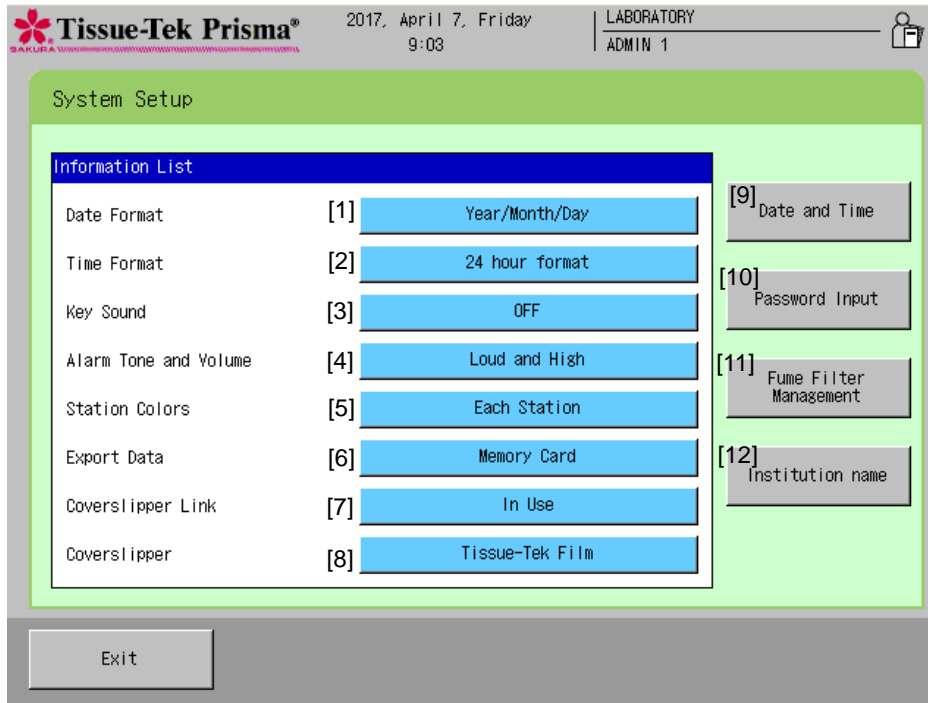 Tissue-Tek Prisma®
SAKURA
2017, April 7, Friday
9:03
LABORATORY
ADMIN 1
System Setup
Information List
Date Format [1] Year/Month/Day
Time Format [2] 24 hour format
Key Sound [3] OFF
Alarm Tone and Volume [4] Loud and High
Station Colors [5] Each Station
Export Data [6] Memory Card
Coverslipper Link [7] In Use
Coverslipper [8] Tissue-Tek Film
[9] Date and Time
[10] Password Input
[11] Fume Filter
Management
[12] Institution name
Exit